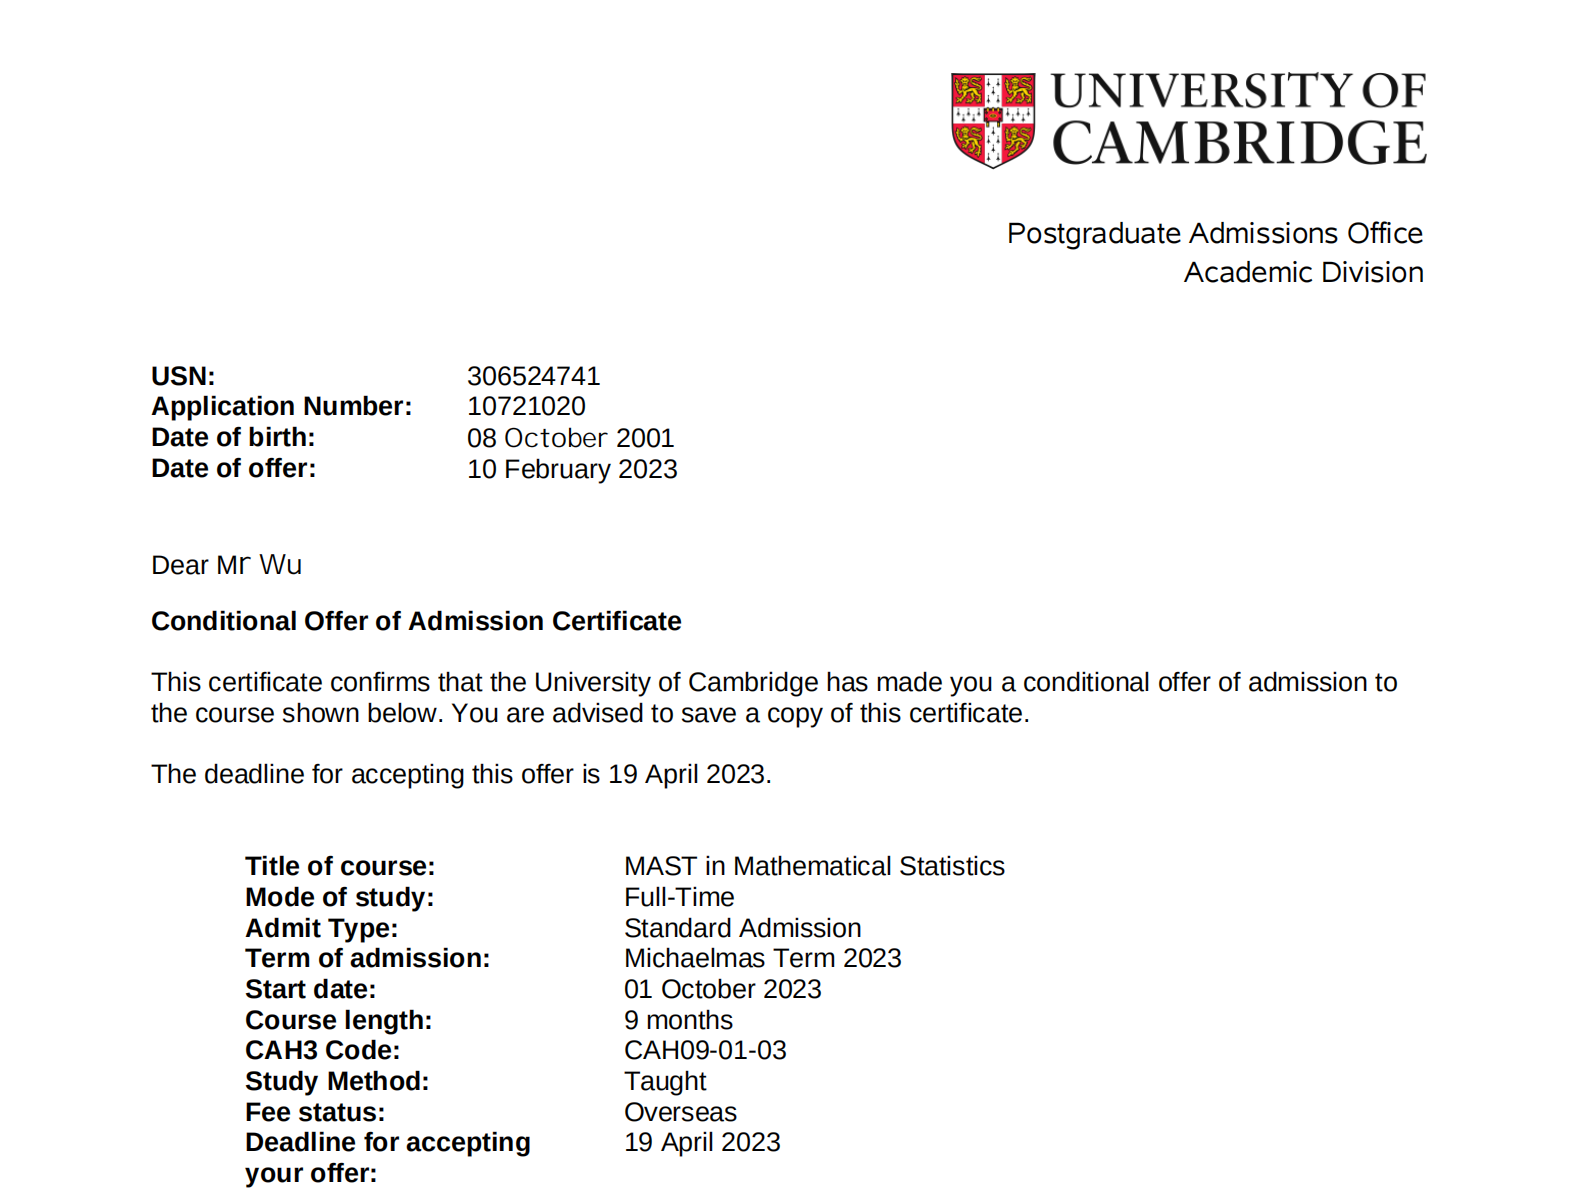 UNIVERSITY OF
CAMBRIDGE
Postgraduate Admissions Office
Academic Division
USN: 306524741
Application Number: 10721020
Date of birth: 08 October 2001
Date of offer: 10 February 2023
Dear Mr Wu
Conditional Offer of Admission Certificate
This certificate confirms that the University of Cambridge has made you a conditional offer of admission to
the course shown below. You are advised to save a copy of this certificate.
The deadline for accepting this offer is 19 April 2023.
Title of course: MAST in Mathematical Statistics
Mode of study: Full-Time
Admit Type: Standard Admission
Term of admission: Michaelmas Term 2023
Start date: 01 October 2023
Course length: 9 months
CAH3 Code: CAH09-01-03
Study Method: Taught
Fee status: Overseas
Deadline for accepting 19 April 2023
your offer: